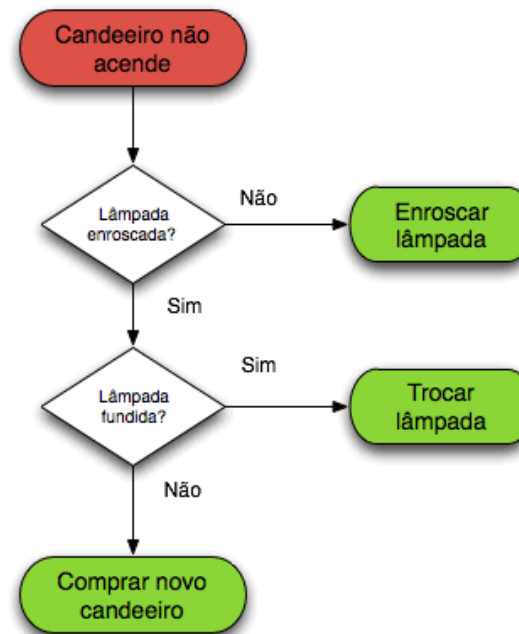 Candeeiro não
acende
Lâmpada
enroscada?
Não
Enroscar
lâmpada
Sim
Lâmpada
fundida?
Sim
Trocar
lâmpada
Não
Comprar novo
candeeiro